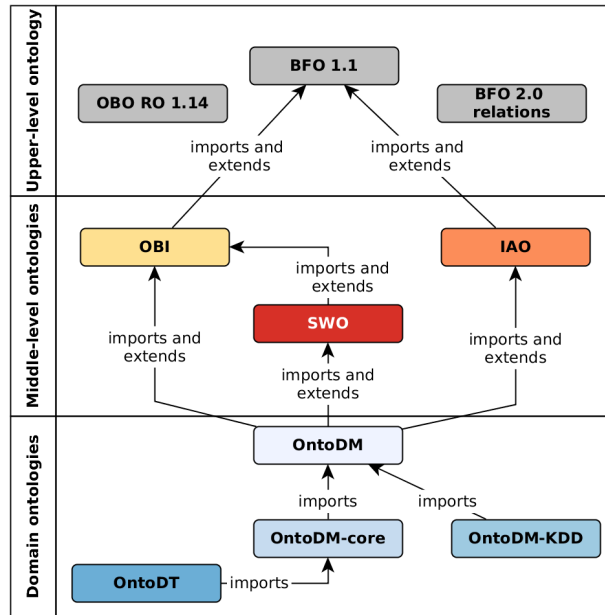 Upper-level ontology
BFO 1.1
OBO RO 1.14
BFO 2.0
relations
imports and
extends
imports and
extends
Middle-level ontologies
OBI
IAO
imports and
extends
SWO
imports and
extends
imports and
extends
imports and
extends
Domain ontologies
OntoDM
imports
imports
OntoDM-core
OntoDM-KDD
OntoDT
imports